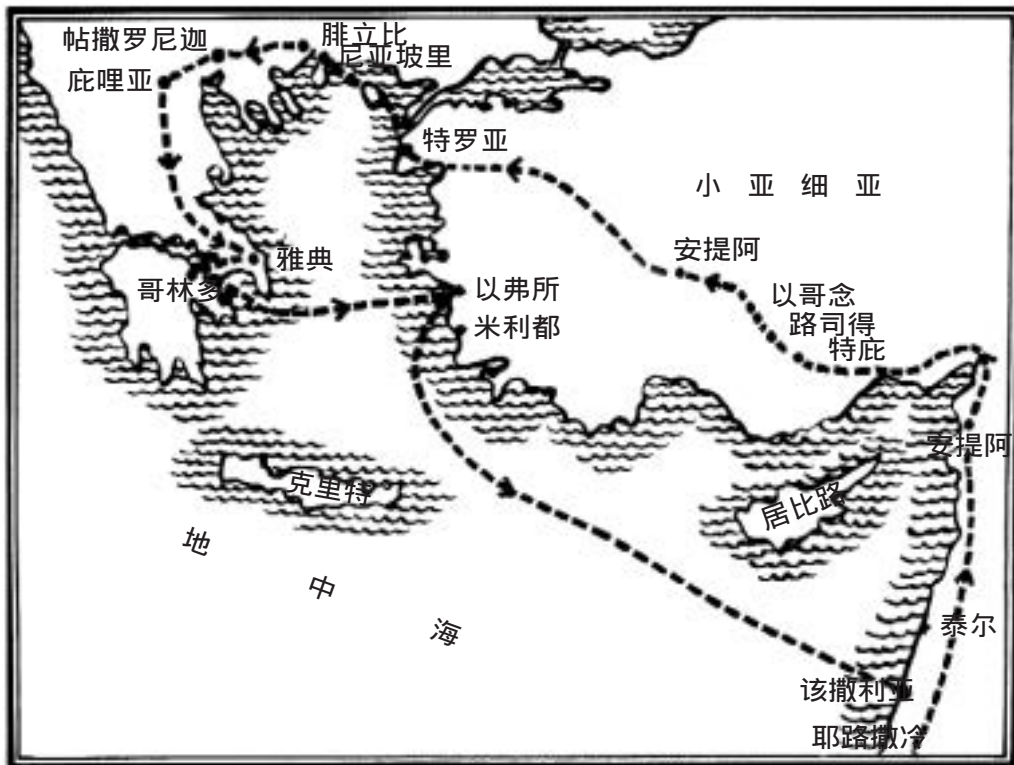 帖撒罗尼迦
腓立比
尼亚坡里
庇哩亚
特罗亚
小 亚 细 亚
安提阿
雅典
哥林多
以弗所
以哥念
米利都
路司得
特庇
安提阿
克里特
居比路
地 中 海
泰尔
该撒利亚
耶路撒冷